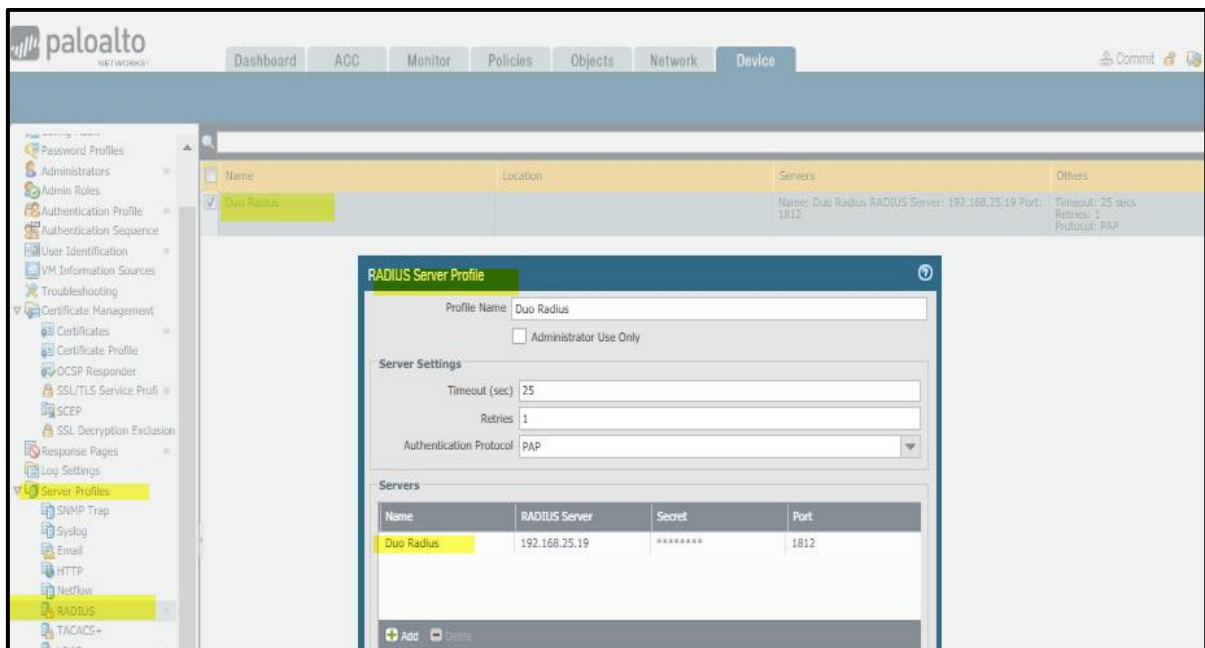 paloalto
NETWORKS
Dashboard ACC Monitor Policies Objects Network Device
Commit
Password Profiles
Administrators
Admin Roles
Authentication Profile
Authentication Sequence
User Identification
VM Information Sources
Troubleshooting
Certificate Management
Certificates
Certificate Profile
OCSP Responder
SSL/TLS Service Profi
SCEP
SSL Decryption Exclusion
Response Pages
Log Settings
Server Profiles
SNMP Trap
Syslog
Email
HTTP
Netflow
RADIUS
TACACS+
Name Location Servers Others
Duo Radius Name: Duo Radius RADIUS Server: 192.168.25.19 Port: Timeout: 25 secs
1812 Retries: 1
Protocol: PAP
RADIUS Server Profile
Profile Name Duo Radius
Administrator Use Only
Server Settings
Timeout (sec) 25
Retries 1
Authentication Protocol PAP
Servers
Name RADIUS Server Secret Port
Duo Radius 192.168.25.19 ******** 1812
Add Delete